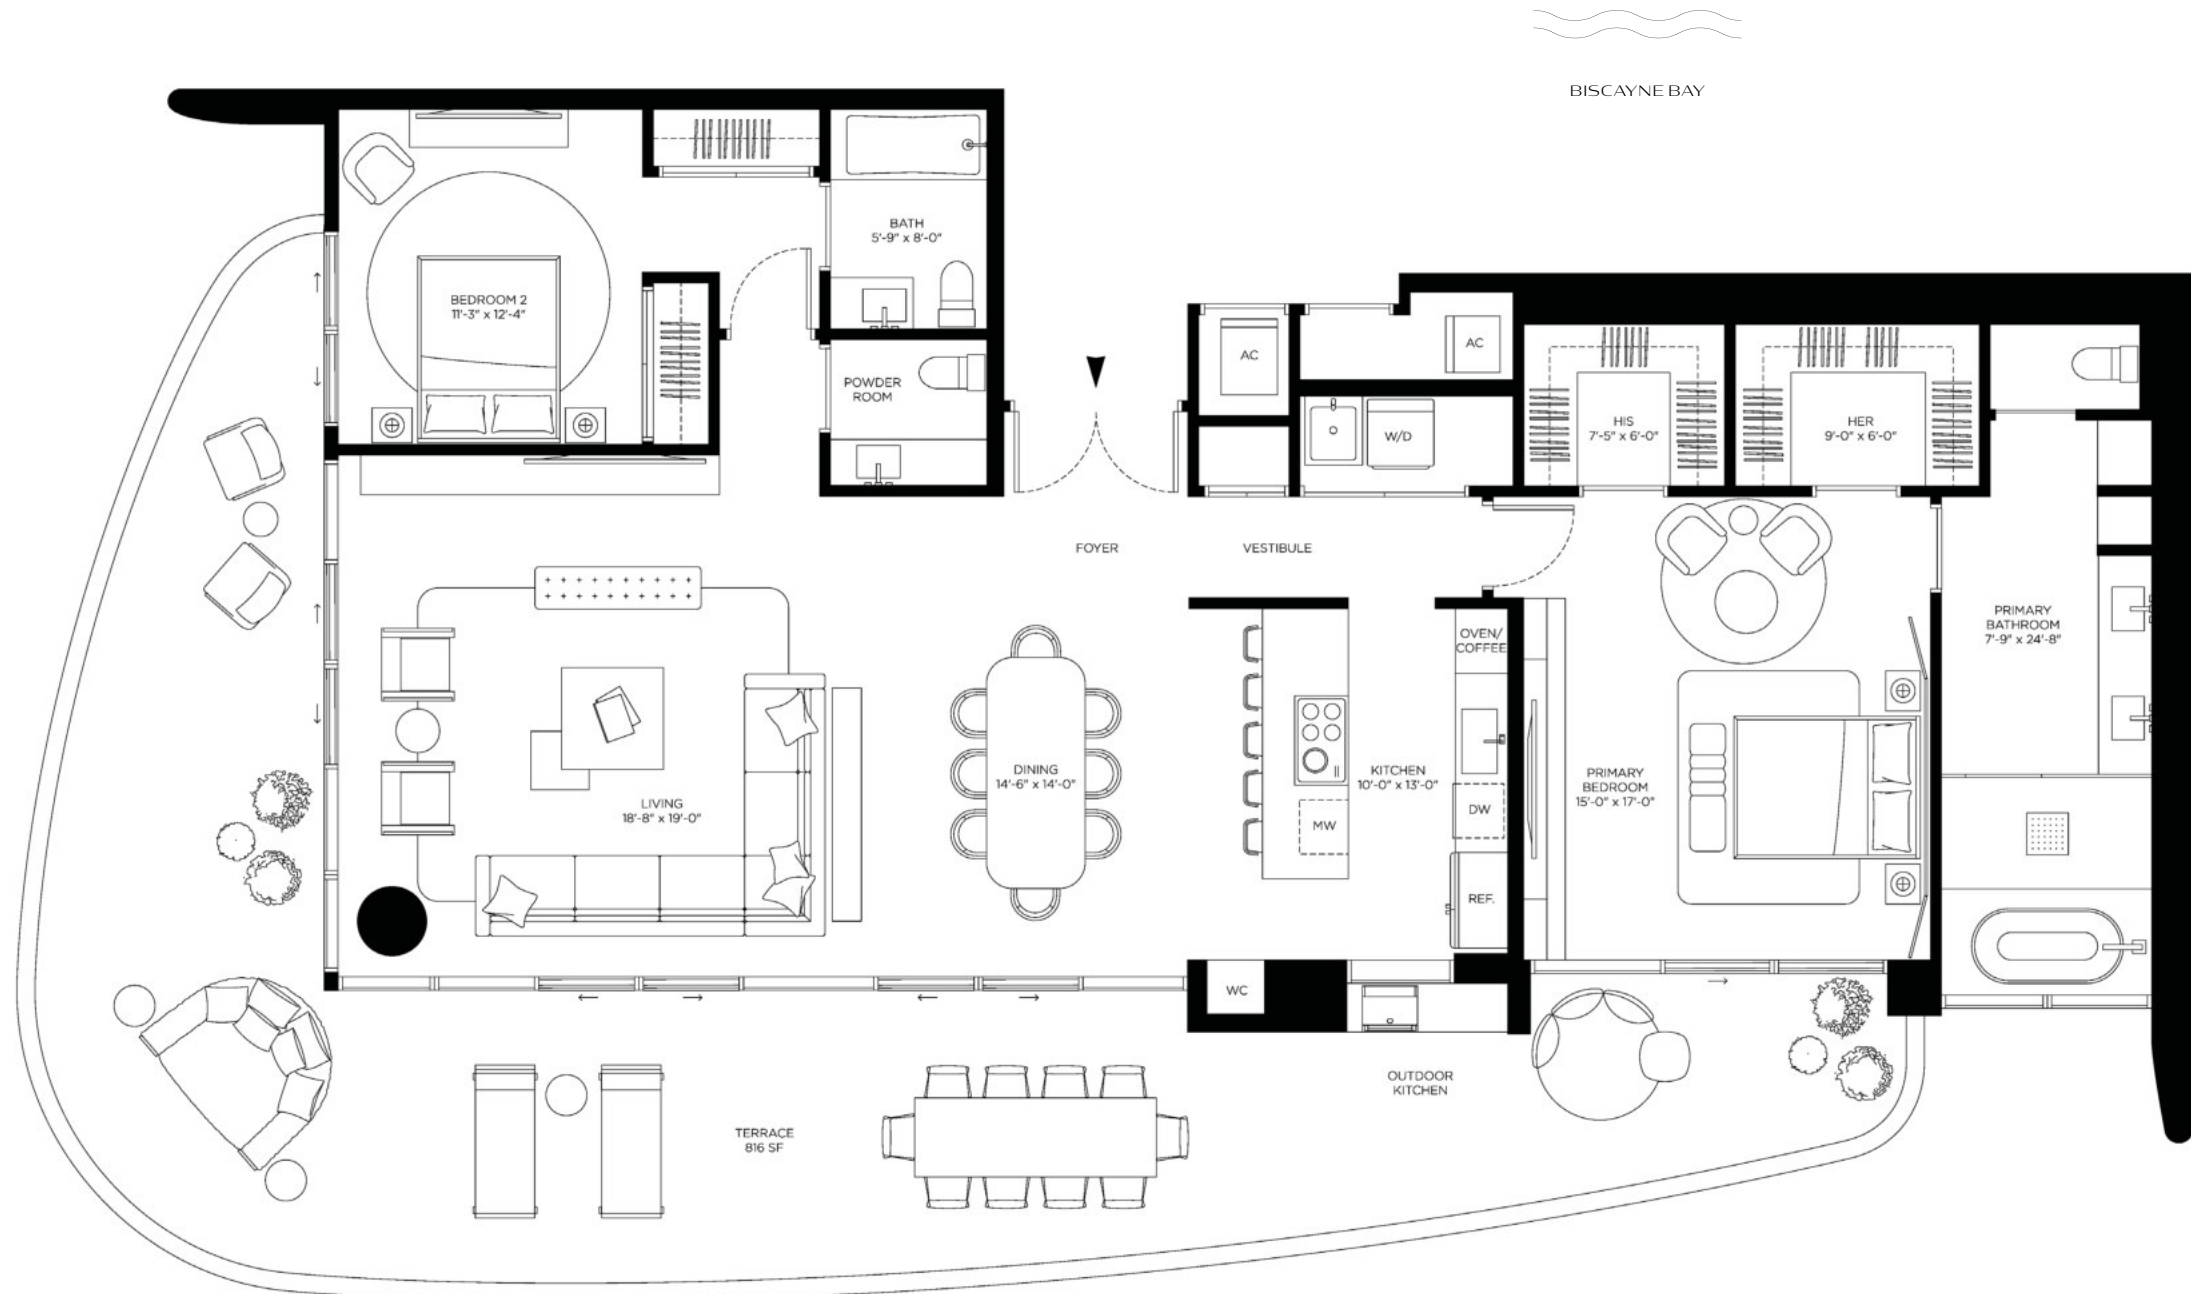 BISCAYNE BAY
BATH
5'-9" x 8'-0"
BEDROOM 2
11'-3" x 12'-4"
POWDER
ROOM
AC
AC
W/D
HIS
7'-5" x 6'-0"
HER
9'-0" x 6'-0"
FOYER
VESTIBULE
OVEN/
COFFEE
PRIMARY
BATHROOM
7'-9" x 24'-8"
LIVING
18'-8" x 19'-0"
DINING
14'-6" x 14'-0"
KITCHEN
10'-0" x 13'-0"
MW
DW
REF.
PRIMARY
BEDROOM
15'-0" x 17'-0"
WC
OUTDOOR
KITCHEN
TERRACE
816 SF